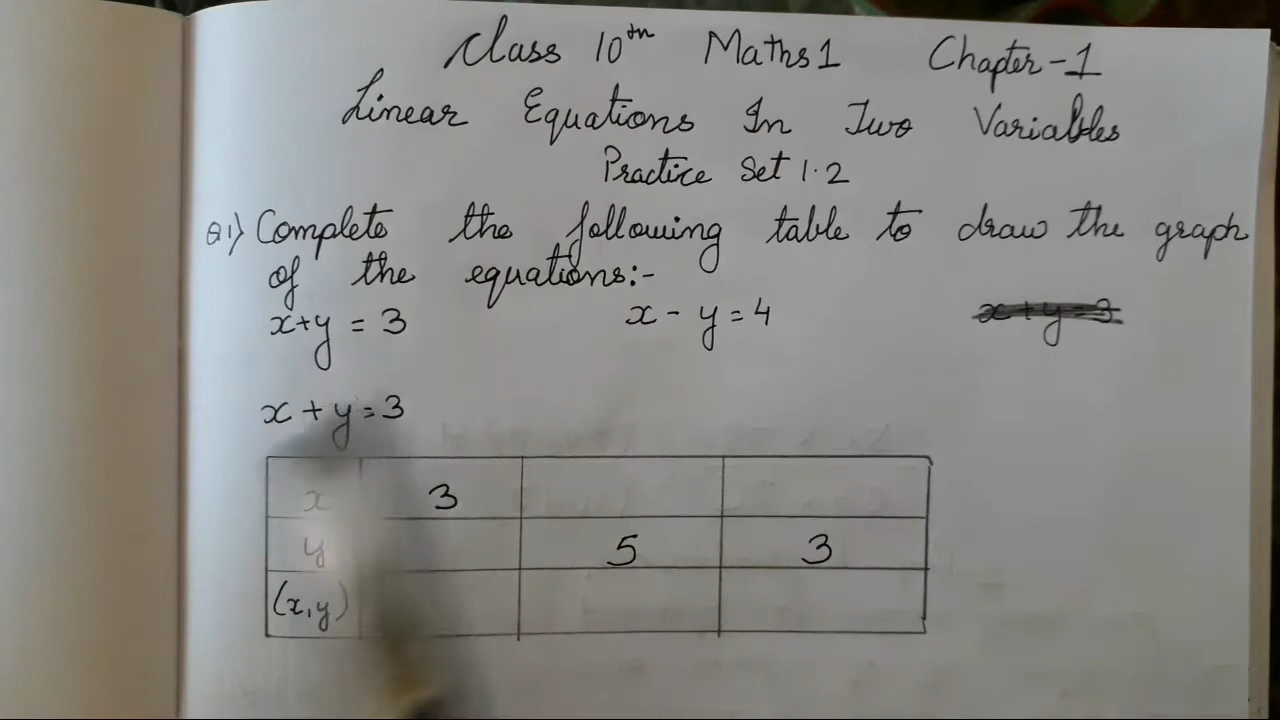 Class 10th Maths 1 Chapter-1
Linear Equations In Two Variables
Practice Set 1.2
Q1) Complete the following table to draw the graph
of the equations:-
x+y = 3 x - y = 4 x+y=3
x + y = 3
x 3
y 5 3
(x,y)